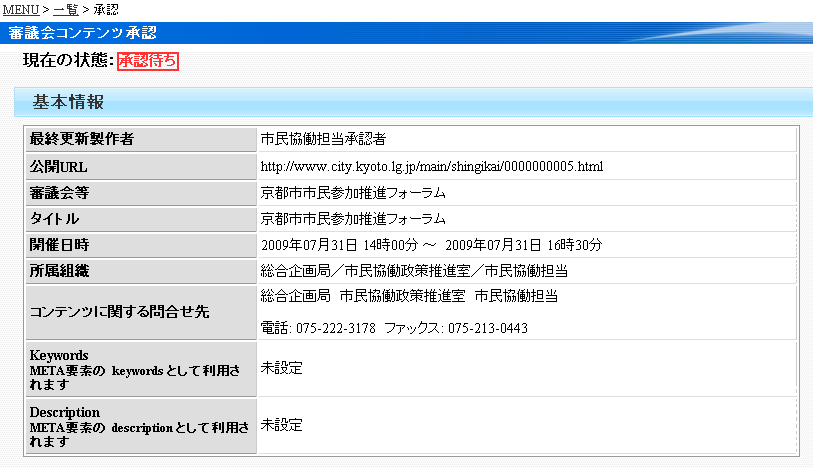 MENU > 一覧 > 承認
審議会コンテンツ承認
現在の状態：承認待ち
基本情報
最終更新製作者 市民協働担当承認者
公開URL http://www.city.kyoto.lg.jp/main/shingikai/0000000005.html
審議会等 京都市市民参加推進フォーラム
タイトル 京都市市民参加推進フォーラム
開催日時 2009年07月31日 14時00分 ～ 2009年07月31日 16時30分
所属組織 総合企画局／市民協働政策推進室／市民協働担当
コンテンツに関する問合せ先
総合企画局 市民協働政策推進室 市民協働担当
電話: 075-222-3178 ファックス: 075-213-0443
Keywords
META要素の keywordsとして利用さ
れます
未設定
Description
META要素の descriptionとして利用さ
れます
未設定